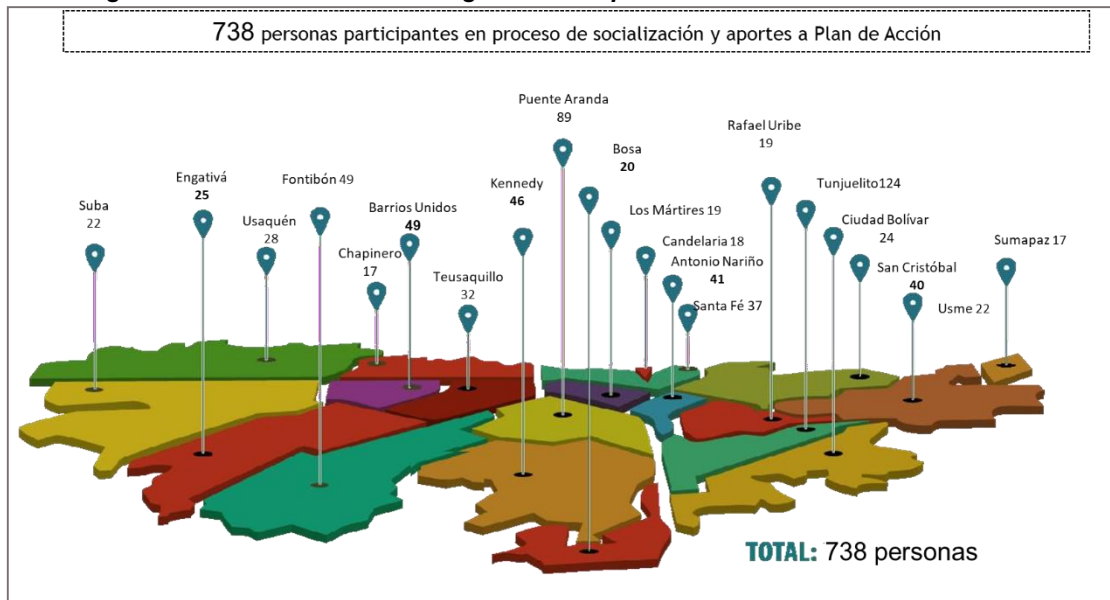 738 personas participantes en proceso de socialización y aportes a Plan de Acción
Puente Aranda
89
Rafael Uribe
19
Bosa
20
Engativá
25
Fontibón 49
Kennedy
46
Tunjuelito124
Suba
22
Usaquén
28
Barrios Unidos
49
Los Mártires 19
Ciudad Bolívar
24
Chapinero
17
Candelaria 18
Sumapaz 17
Teusaquillo
32
Antonio Nariño
41
San Cristóbal
40
Santa Fé 37
Usme 22
TOTAL: 738 personas